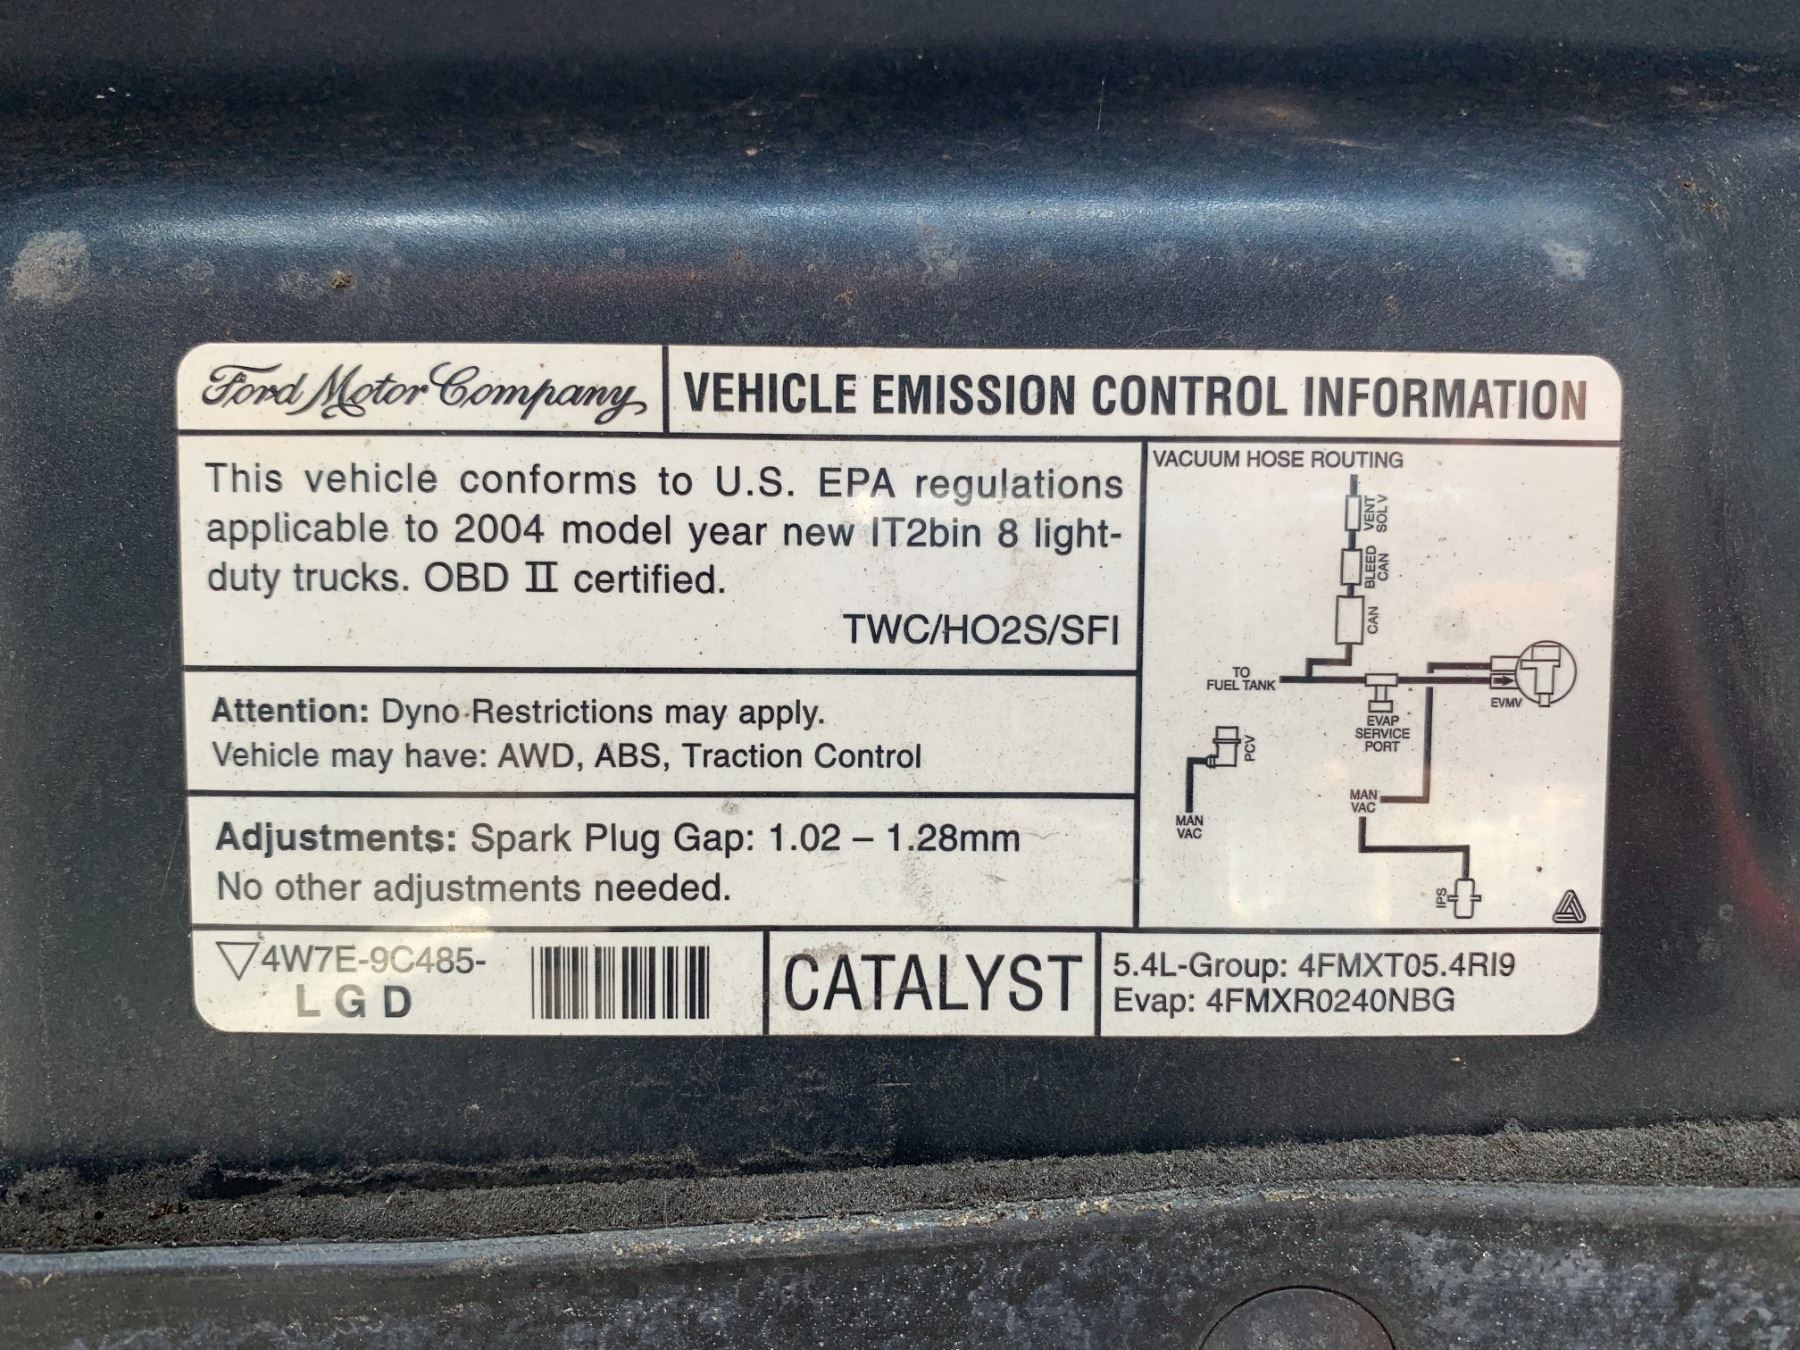 Ford Motor Company
VEHICLE EMISSION CONTROL INFORMATION
This vehicle conforms to U.S. EPA regulations
applicable to 2004 model year new IT2bin 8 light-
duty trucks. OBD II certified.
TWC/HO2S/SFI
Attention: Dyno Restrictions may apply.
Vehicle may have: AWD, ABS, Traction Control
Adjustments: Spark Plug Gap: 1.02 – 1.28mm
No other adjustments needed.
4W7E-9C485-
L G D
CATALYST
5.4L-Group: 4FMXT05.4RI9
Evap: 4FMXR0240NBG
VACUUM HOSE ROUTING
VENT
SOLV
BLEED
CAN
CAN
TO
FUEL TANK
EVMV
EVAP
SERVICE
PORT
PCV
MAN
VAC
MAN
VAC
IPS